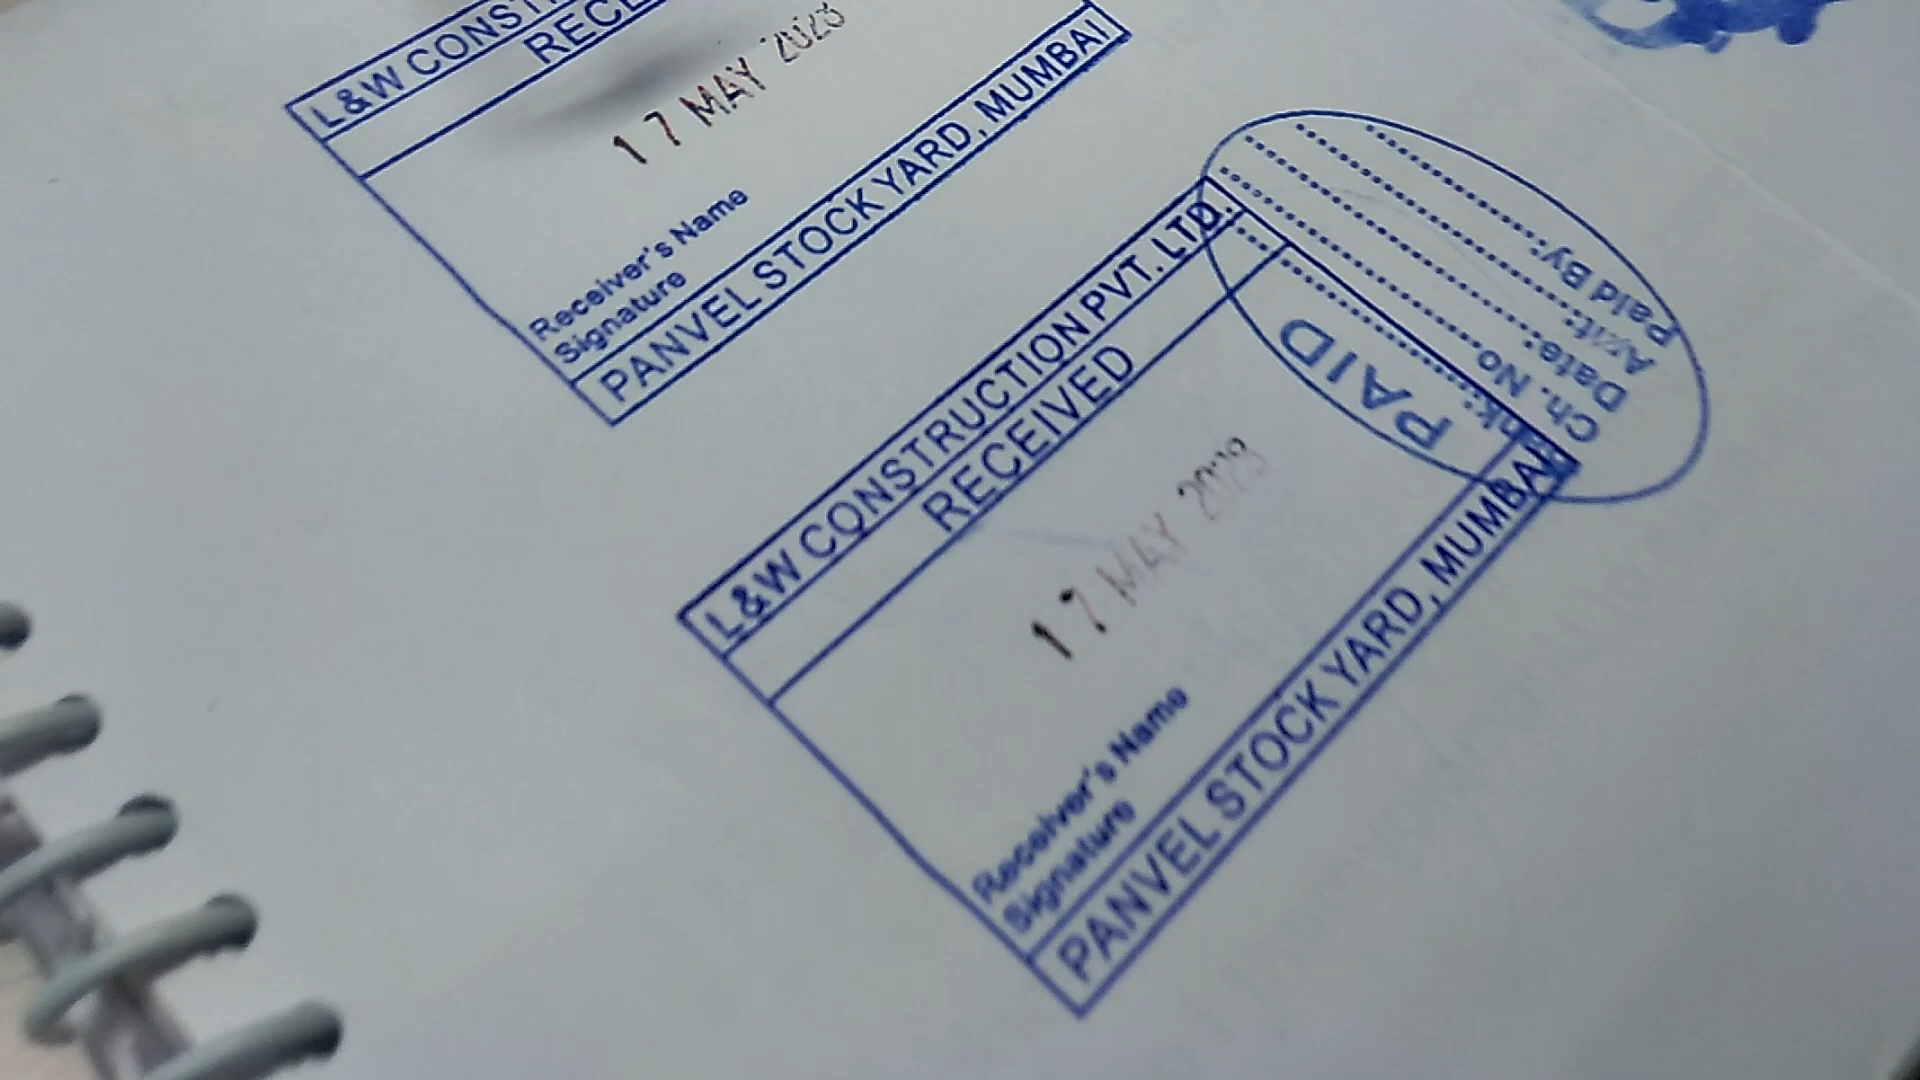 L&W CONST
RECE
17 MAY 2023
Receiver's Name
Signature
PANVEL STOCK YARD, MUMBAI
L&W CONSTRUCTION PVT. LTD.
RECEIVED
17 MAY 2023
Receiver's Name
Signature
PANVEL STOCK YARD, MUMBAI
PAID
nk:
Ch. No.
Date:
Amt:
Paid By: